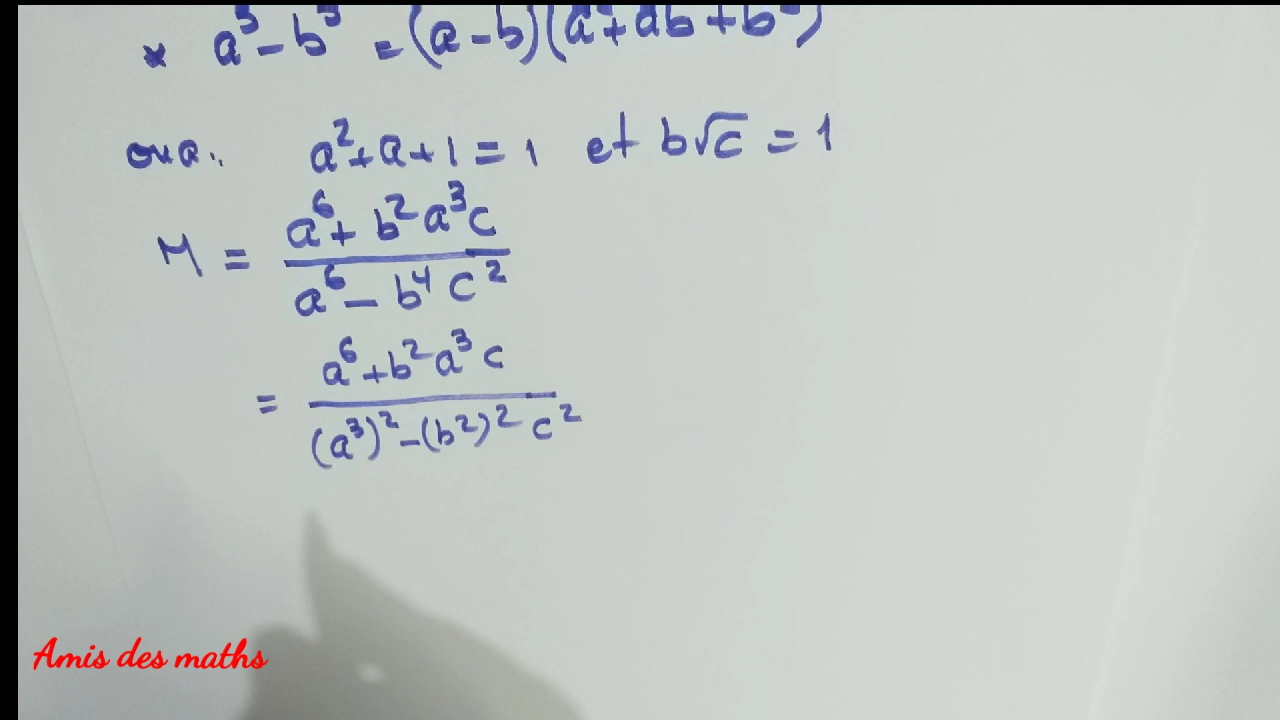 * a³ - b³ = (a - b)(a² + ab + b²)
on a : a² + a + 1 = 1 et b√c = 1
M = (a⁶ + b²a³c) / (a⁶ - b⁴c²)
= (a⁶ + b²a³c) / ((a³)² - (b²)²c²)
Amis des maths